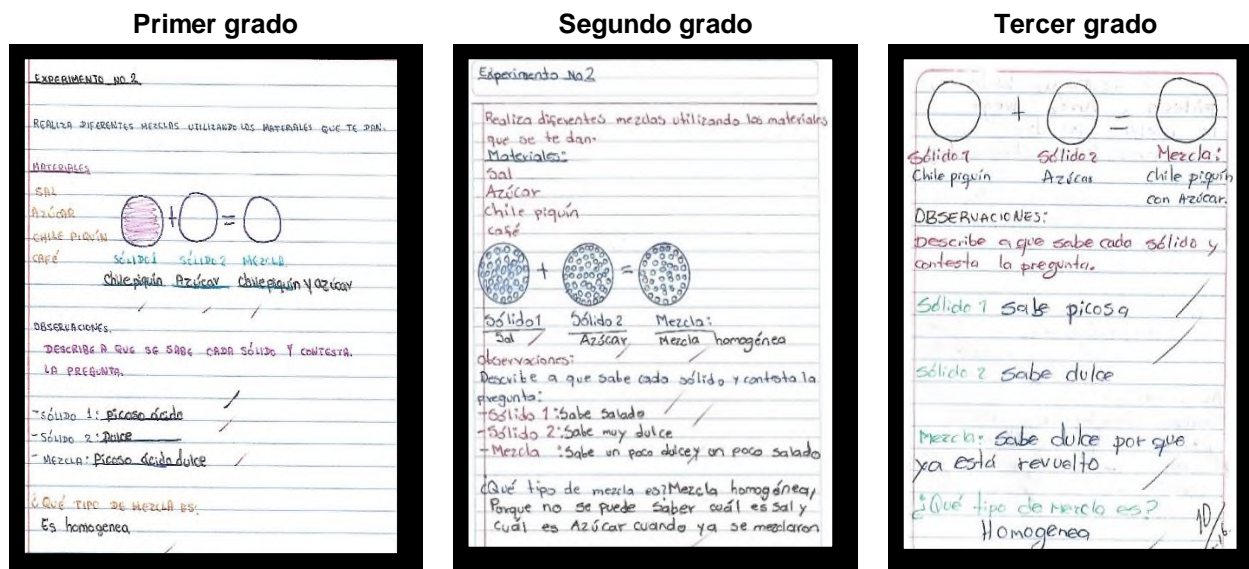 Primer grado
EXPERIMENTO NO.2
REALIZA DIFERENTES MEZCLAS UTILIZANDO LOS MATERIALES QUE TE DAN.
MATERIALES
SAL
AZÚCAR
CHILE PIQUÍN
CAFÉ
+ =
SÓLIDO1 SÓLIDO 2 MEZCLA
Chile piquín Azúcar Chile piquín y azúcar
OBSERVACIONES.
DESCRIBE A QUE SE SABE CADA SÓLIDO Y CONTESTA.
LA PREGUNTA.
-SÓLIDO 1: picoso ácido
-SÓLIDO 2: Dulce
- MEZCLA: Picoso ácido dulce
¿QUÉ TIPO DE MEZCLA ES:
Es homogenea
Segundo grado
Experimento No.2
Realiza diferentes mezclas utilizando los materiales
que se te dan.
Materiales:
Sal
Azúcar
chile piquín
café
+ =
Sólido1 Sólido 2 Mezcla:
Sal Azúcar Mezcla homogénea
observaciones:
Describe a que sabe cada sólido y contesta la
pregunta:
-Sólido 1: Sabe salado
-Sólido 2: Sabe muy dulce
-Mezcla : Sabe un poco dulce y un poco salado
¿Qué tipo de mezcla es? Mezcla homogénea,
Porque no se puede saber cuál es sal y
cuál es Azúcar cuando ya se mezclaron
Tercer grado
+ =
Sólido 1 Sólido 2 Mezcla:
Chile piquín Azúcar chile piquín
con Azúcar.
OBSERVACIONES:
Describe a que sabe cada sólido y
contesta la pregunta.
Sólido 1 Sabe picosa
Sólido 2 Sabe dulce
Mezcla: Sabe dulce por que
ya está revuelto
¿Qué tipo de mezcla es?
Homogenea
10